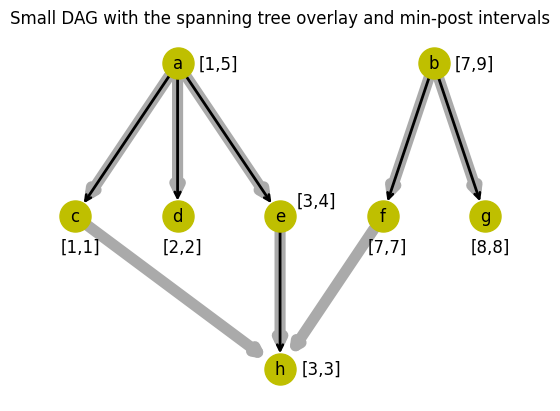 Small DAG with the spanning tree overlay and min-post intervals
a [1,5]
b [7,9]
c
d
e [3,4]
f
g
[1,1]
[2,2]
[7,7]
[8,8]
h [3,3]